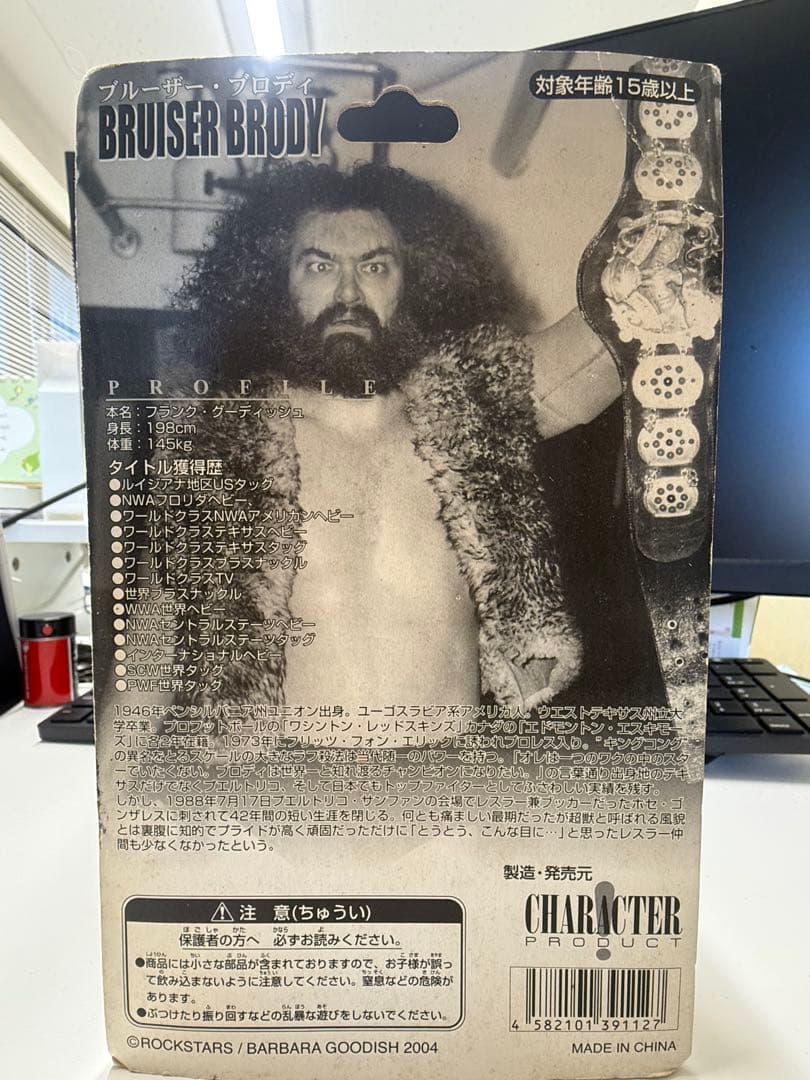 ブルーザー・ブロディ
BRUISER BRODY
対象年齢15歳以上
PROFILE
本名：フランク・グーディッシュ
身長：198cm
体重：145kg
タイトル獲得歴
●ルイジアナ地区USタッグ
●NWAフロリダヘビー
●ワールドクラスNWAアメリカンヘビー
●ワールドクラステキサスヘビー
●ワールドクラステキサスタッグ
●ワールドクラスブラスナックル
●ワールドクラスTV
●世界ブラスナックル
●WWA世界ヘビー
●NWAセントラルステーツヘビー
●NWAセントラルステーツタッグ
●インターナショナルヘビー
●SCW世界タッグ
●PWF世界タッグ
1946年ペンシルバニア州ユニオン出身。ユーゴスラビア系アメリカ人。ウエストテキサス州立大
学卒業。プロフットボールの「ワシントン・レッドスキンズ」カナダの「エドモントン・エスキモー
ズ」に各2年在籍。1973年にフリッツ・フォン・エリックに誘われプロレス入り。“キングコング”
の異名をとるスケールの大きなラフ殺法は当代随一のパワーを持つ。「オレは一つのワクの中のスター
でいたくない。ブロディは世界一と知れ渡るチャンピオンになりたい。」の言葉通り出身地のテキ
サスだけでなくプエルトリコ、そして日本でもトップファイターとしてふさわしい実績を残す。
しかし、1988年7月17日プエルトリコ・サンファンの会場でレスラー兼ブッカーだったホセ・ゴ
ンザレスに刺されて42年間の短い生涯を閉じる。何とも痛ましい最期だったが超獣と呼ばれる風貌
とは裏腹に知的でプライドが高く頑固だっただけに「とうとう、こんな目に…」と思ったレスラー仲
間も少なくなかったという。
製造・発売元
CHARACTER
PRODUCT
⚠注 意(ちゅうい)
保護者の方へ 必ずお読みください。
●商品には小さな部品が含まれておりますので、お子様が誤っ
て飲み込まないように注意してください。窒息などの危険が
あります。
●ぶつけたり振り回すなどの乱暴な遊びをしないでください。
4 582101 391127
©ROCKSTARS / BARBARA GOODISH 2004
MADE IN CHINA